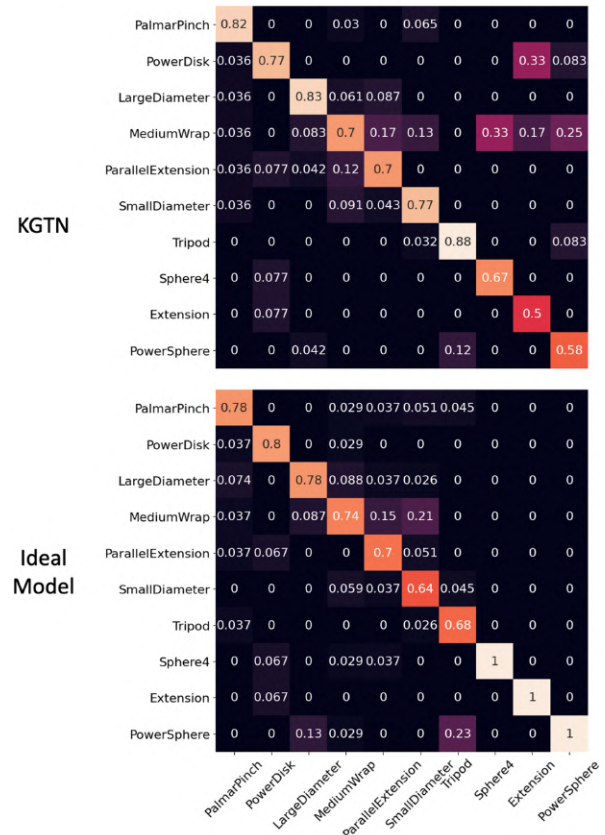 PalmarPinch 0.82 0 0 0.03 0 0.065 0 0 0 0
PowerDisk 0.036 0.77 0 0 0 0 0 0 0.33 0.083
LargeDiameter 0.036 0 0.83 0.061 0.087 0 0 0 0 0
MediumWrap 0.036 0 0.083 0.7 0.17 0.13 0 0.33 0.17 0.25
ParallelExtension 0.036 0.077 0.042 0.12 0.7 0 0 0 0 0
KGTN
SmallDiameter 0.036 0 0 0.091 0.043 0.77 0 0 0 0
Tripod 0 0 0 0 0 0.032 0.88 0 0 0.083
Sphere4 0 0.077 0 0 0 0 0 0.67 0 0
Extension 0 0.077 0 0 0 0 0 0 0.5 0
PowerSphere 0 0 0.042 0 0 0 0.12 0 0 0.58
PalmarPinch 0.78 0 0 0.029 0.037 0.051 0.045 0 0 0
PowerDisk 0.037 0.8 0 0.029 0 0 0 0 0 0
LargeDiameter 0.074 0 0.78 0.088 0.037 0.026 0 0 0 0
MediumWrap 0.037 0 0.087 0.74 0.15 0.21 0 0 0 0
Ideal
Model
ParallelExtension 0.037 0.067 0 0 0.7 0.051 0 0 0 0
SmallDiameter 0 0 0 0.059 0.037 0.64 0.045 0 0 0
Tripod 0.037 0 0 0 0 0.026 0.68 0 0 0
Sphere4 0 0.067 0 0.029 0.037 0 0 1 0 0
Extension 0 0.067 0 0 0 0 0 0 1 0
PowerSphere 0 0 0.13 0.029 0 0 0.23 0 0 1
PalmarPinch PowerDisk LargeDiameter MediumWrap ParallelExtension SmallDiameter Tripod Sphere4 Extension PowerSphere